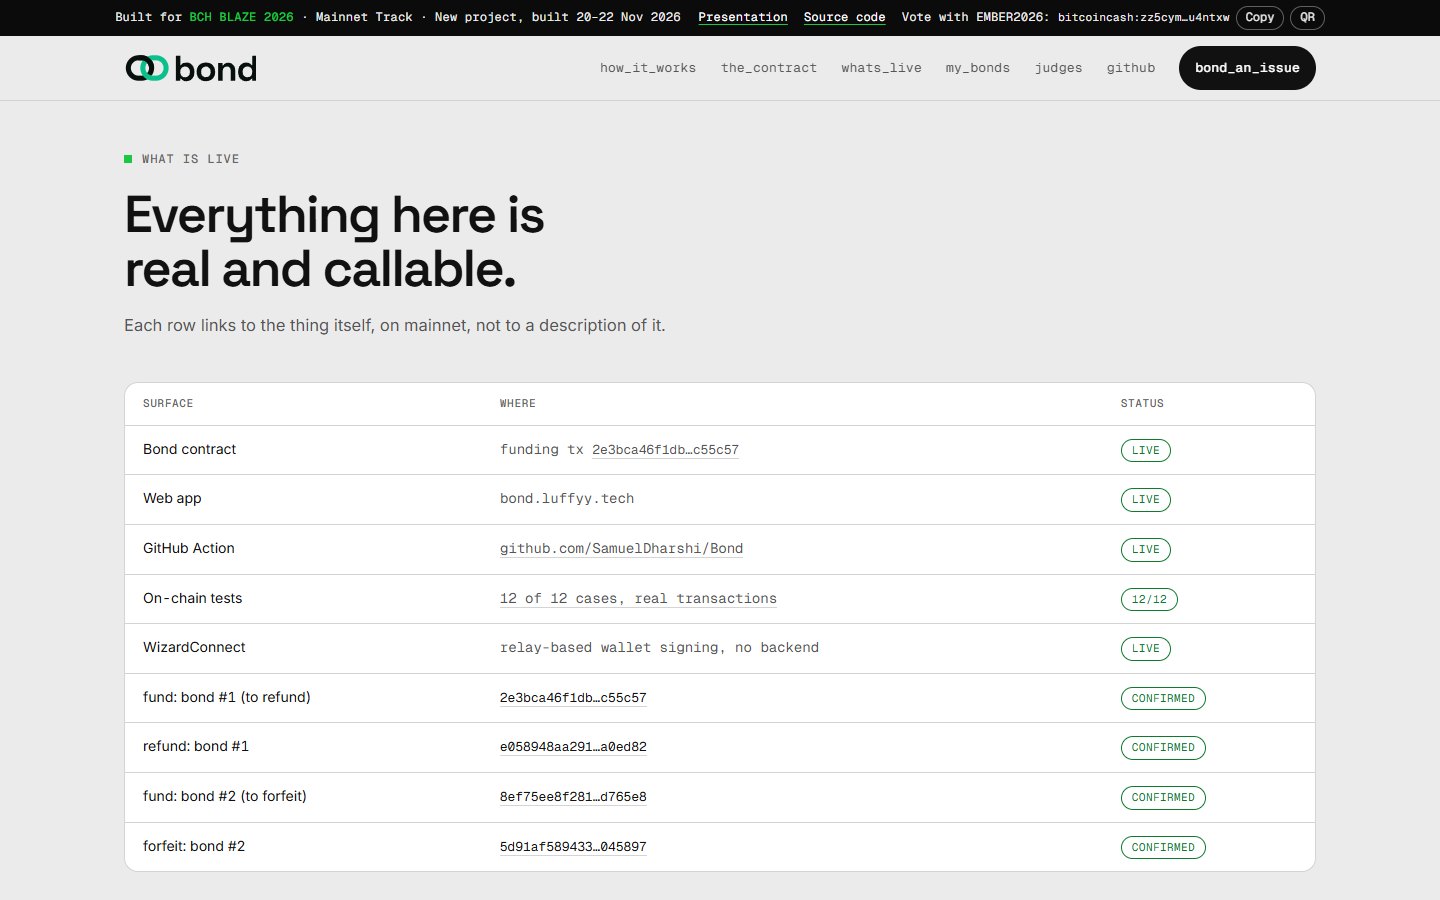 Built for BCH BLAZE 2026 · Mainnet Track · New project, built 20–22 Nov 2026 Presentation Source code Vote with EMBER2026: bitcoincash:zz5cym…u4ntxw Copy QR
bond how_it_works the_contract whats_live my_bonds judges github bond_an_issue
WHAT IS LIVE
Everything here is
real and callable.
Each row links to the thing itself, on mainnet, not to a description of it.
SURFACE WHERE STATUS
Bond contract funding tx 2e3bca46f1db…c55c57 LIVE
Web app bond.luffyy.tech LIVE
GitHub Action github.com/SamuelDharshi/Bond LIVE
On-chain tests 12 of 12 cases, real transactions 12/12
WizardConnect relay-based wallet signing, no backend LIVE
fund: bond #1 (to refund) 2e3bca46f1db…c55c57 CONFIRMED
refund: bond #1 e058948aa291…a0ed82 CONFIRMED
fund: bond #2 (to forfeit) 8ef75ee8f281…d765e8 CONFIRMED
forfeit: bond #2 5d91af589433…045897 CONFIRMED